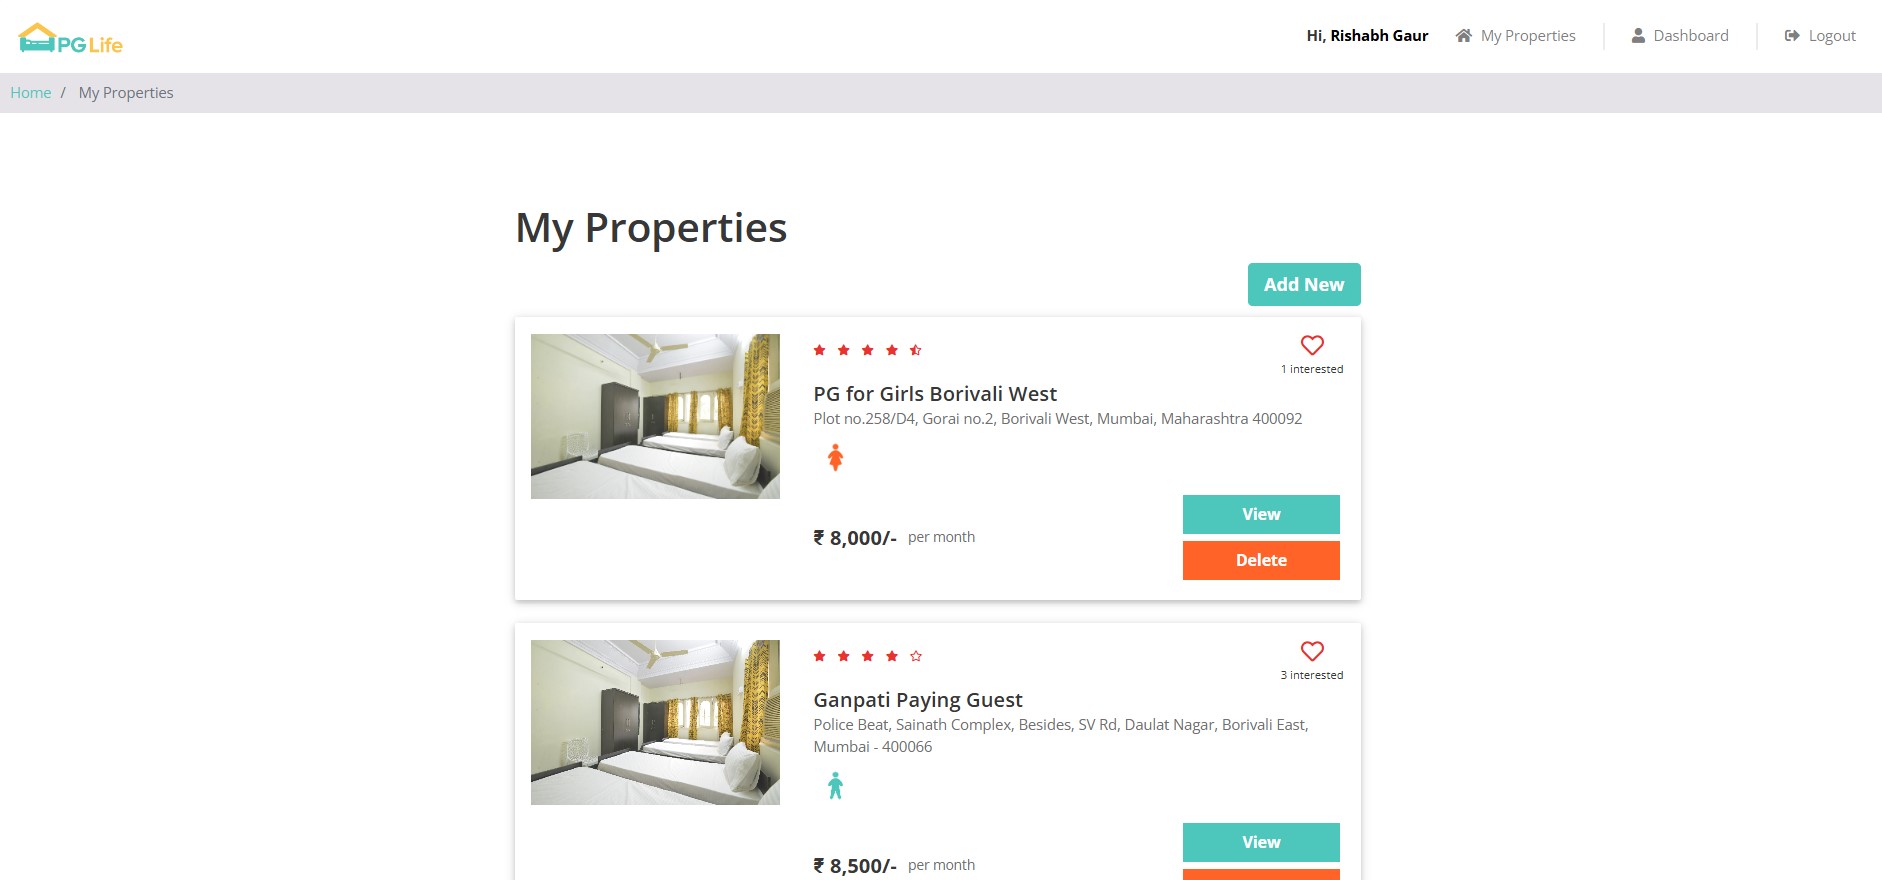 PG Life
Hi, Rishabh Gaur
My Properties
Dashboard
Logout
Home / My Properties
My Properties
Add New
1 interested
PG for Girls Borivali West
Plot no.258/D4, Gorai no.2, Borivali West, Mumbai, Maharashtra 400092
₹ 8,000/- per month
View
Delete
3 interested
Ganpati Paying Guest
Police Beat, Sainath Complex, Besides, SV Rd, Daulat Nagar, Borivali East,
Mumbai - 400066
₹ 8,500/- per month
View